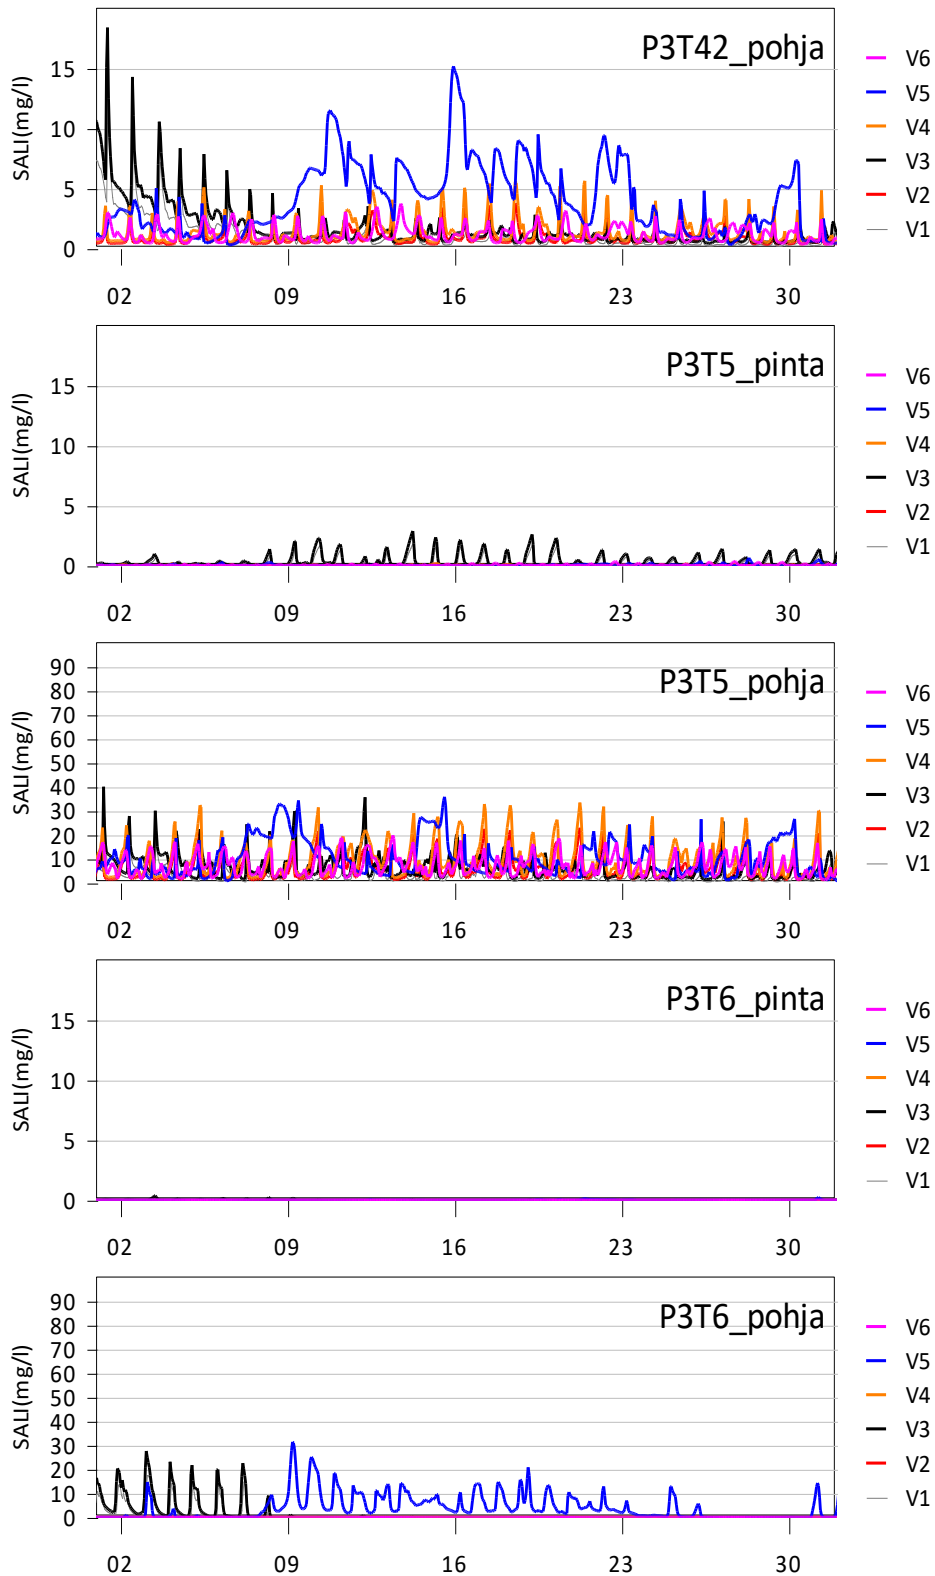 P3T42_pohja
SALI(mg/l)
15
10
5
0
02 09 16 23 30
V6
V5
V4
V3
V2
V1
P3T5_pinta
SALI(mg/l)
15
10
5
0
02 09 16 23 30
V6
V5
V4
V3
V2
V1
P3T5_pohja
SALI(mg/l)
90
80
70
60
50
40
30
20
10
0
02 09 16 23 30
V6
V5
V4
V3
V2
V1
P3T6_pinta
SALI(mg/l)
15
10
5
0
02 09 16 23 30
V6
V5
V4
V3
V2
V1
P3T6_pohja
SALI(mg/l)
90
80
70
60
50
40
30
20
10
0
02 09 16 23 30
V6
V5
V4
V3
V2
V1